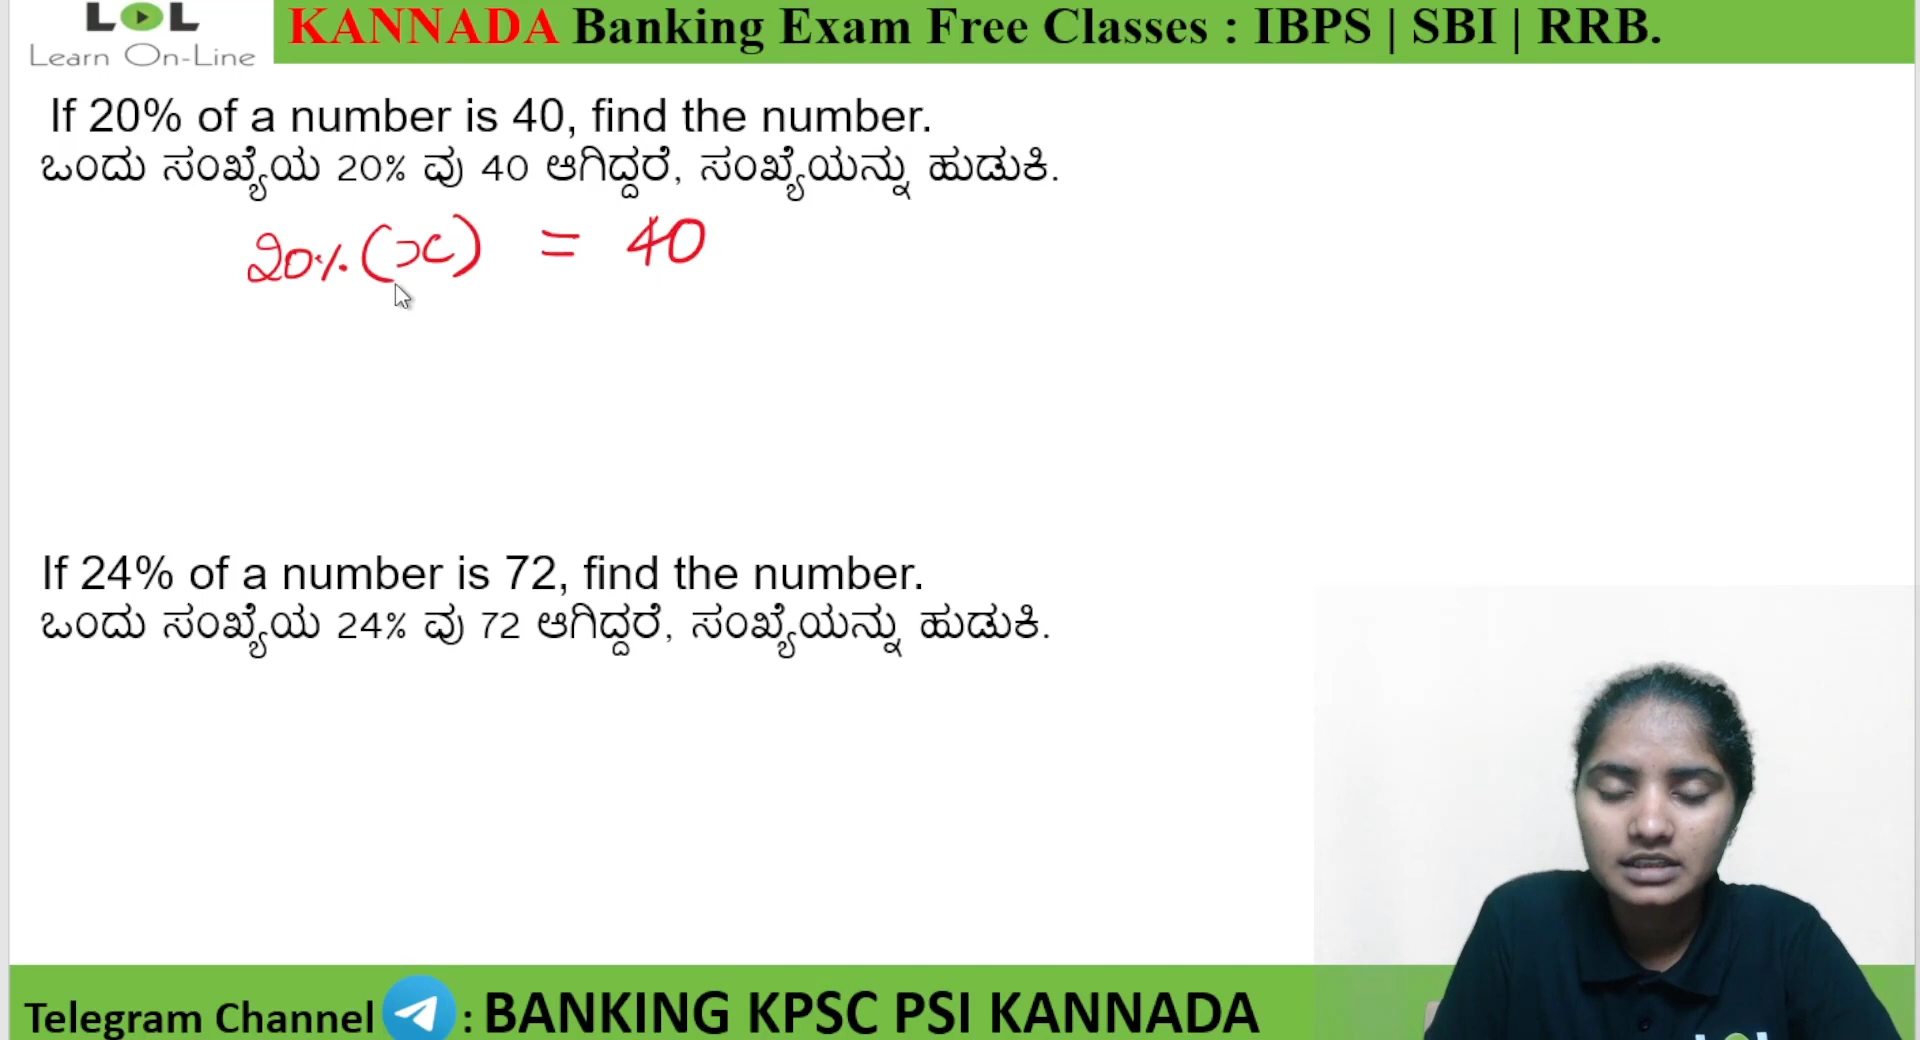 LOL
Learn On-Line
KANNADA Banking Exam Free Classes : IBPS | SBI | RRB.
If 20% of a number is 40, find the number.
ಒಂದು ಸಂಖ್ಯೆಯ 20% ವು 40 ಆಗಿದ್ದರೆ, ಸಂಖ್ಯೆಯನ್ನು ಹುಡುಕಿ.
20% (x) = 40
If 24% of a number is 72, find the number.
ಒಂದು ಸಂಖ್ಯೆಯ 24% ವು 72 ಆಗಿದ್ದರೆ, ಸಂಖ್ಯೆಯನ್ನು ಹುಡುಕಿ.
Telegram Channel : BANKING KPSC PSI KANNADA